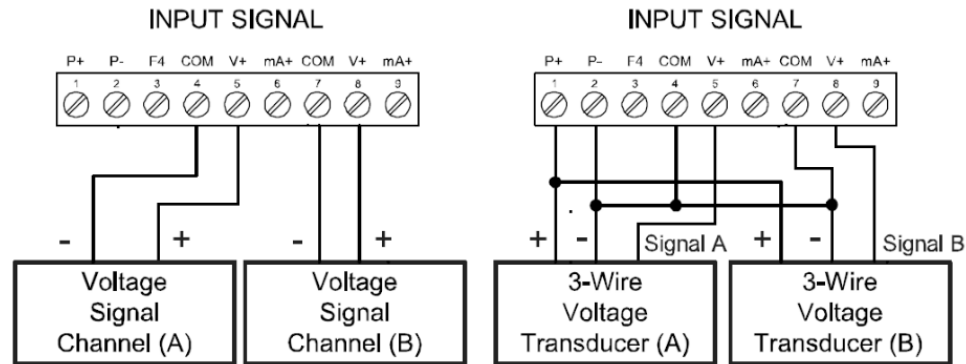 INPUT SIGNAL
P+ P- F4 COM V+ mA+ COM V+ mA+
1 2 3 4 5 6 7 8 9
- + - +
Voltage
Signal
Channel (A)
Voltage
Signal
Channel (B)
INPUT SIGNAL
P+ P- F4 COM V+ mA+ COM V+ mA+
1 2 3 4 5 6 7 8 9
+ - Signal A + - Signal B
3-Wire
Voltage
Transducer (A)
3-Wire
Voltage
Transducer (B)